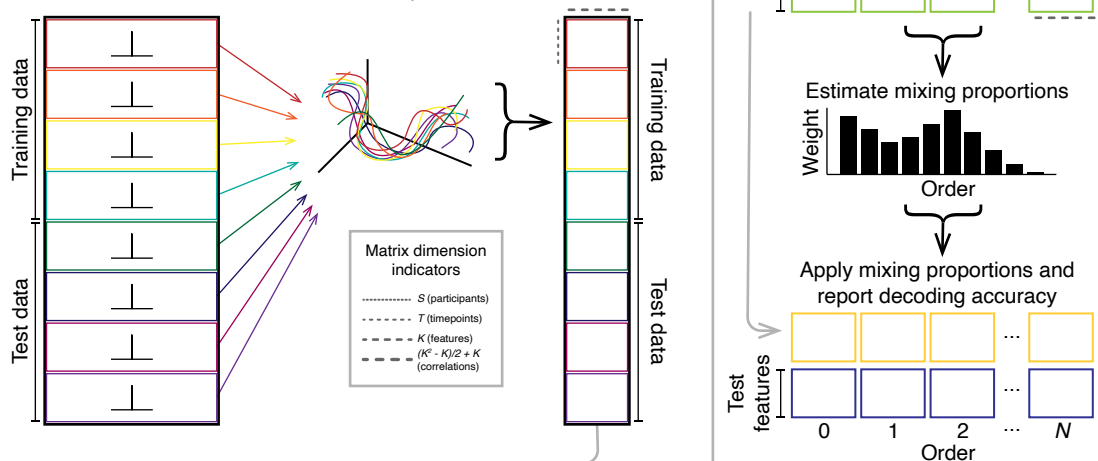 Training data
Test data
Matrix dimension
indicators
S (participants)
T (timepoints)
K (features)
(K² - K)/2 + K
(correlations)
Training data
Test data
Estimate mixing proportions
Weight
Order
Apply mixing proportions and
report decoding accuracy
...
Test
features
...
0 1 2 ... N
Order